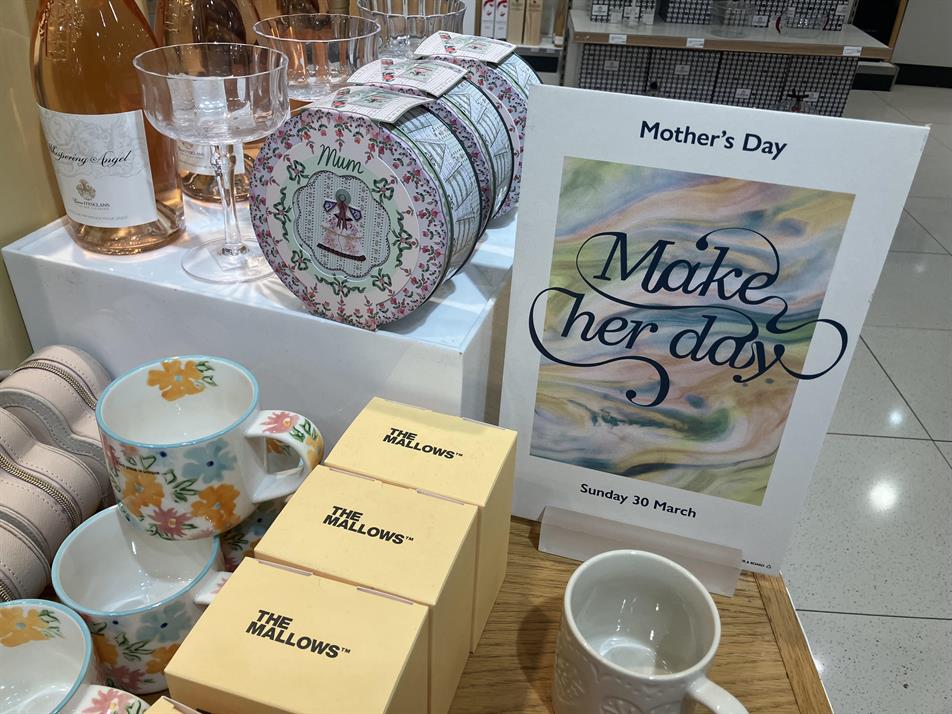 Whispering Angel
Mum
Mother's Day
Make
her day
Sunday 30 March
THE
MALLOWS™
THE
MALLOWS™
THE
MALLOWS™